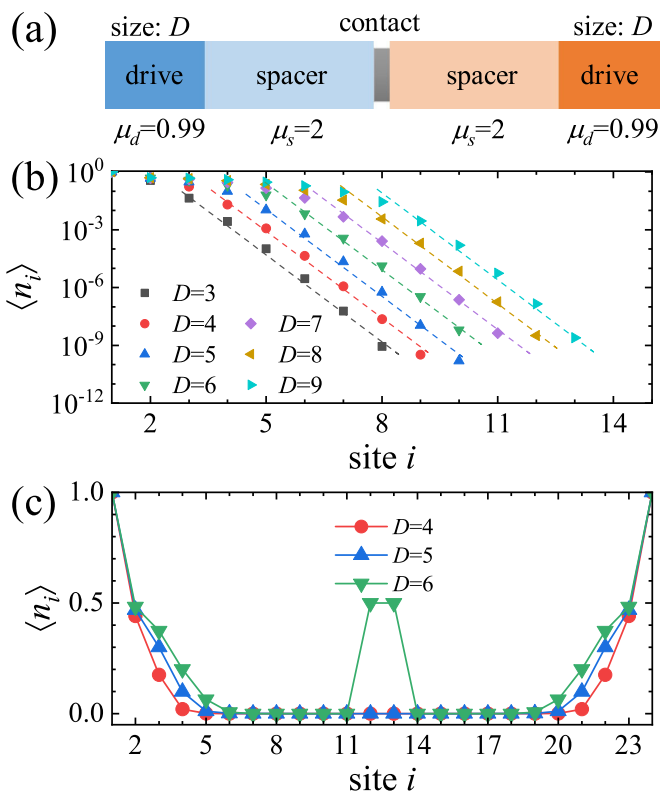 (a)
size: D
contact
size: D
drive
spacer
spacer
drive
μd=0.99
μs=2
μs=2
μd=0.99
(b)
⟨ni⟩
10^0
10^-3
10^-6
10^-9
10^-12
D=3
D=4
D=5
D=6
D=7
D=8
D=9
2 5 8 11 14
site i
(c)
⟨ni⟩
1.0
0.5
0.0
D=4
D=5
D=6
2 5 8 11 14 17 20 23
site i